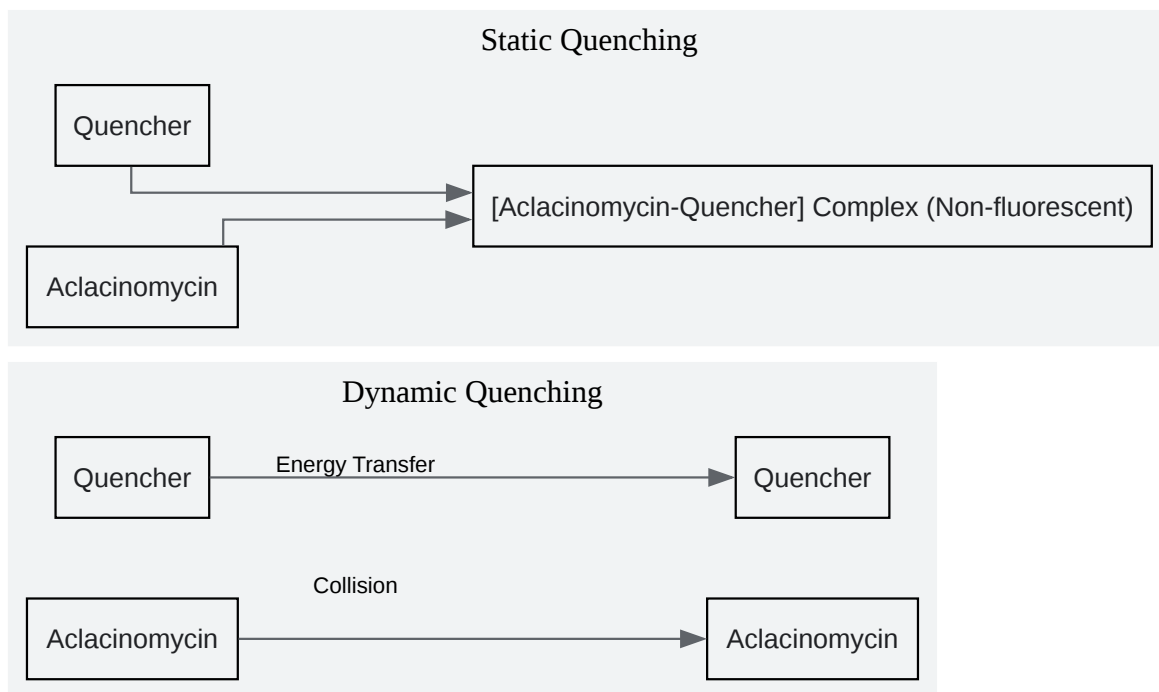 Static Quenching
Quencher
[Aclacinomycin-Quencher] Complex (Non-fluorescent)
Aclacinomycin
Dynamic Quenching
Quencher
Energy Transfer
Quencher
Collision
Aclacinomycin
Aclacinomycin